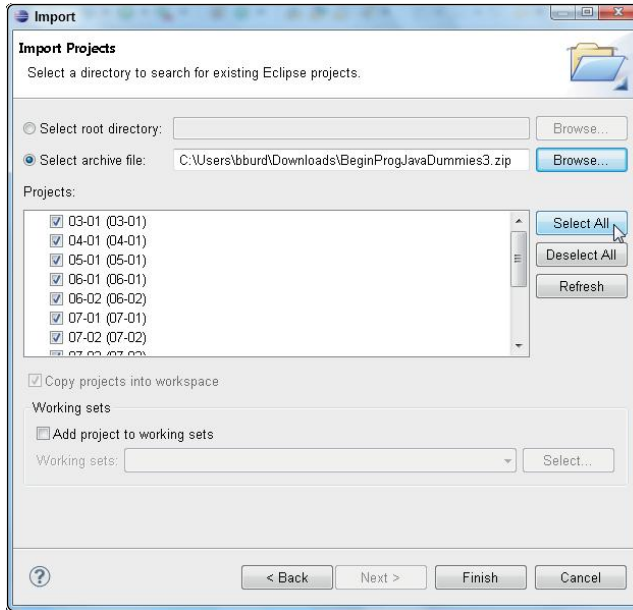 Import
Import Projects
Select a directory to search for existing Eclipse projects.
Select root directory:
Browse...
Select archive file:
C:\Users\bburd\Downloads\BeginProgJavaDummies3.zip
Browse...
Projects:
03-01 (03-01)
04-01 (04-01)
05-01 (05-01)
06-01 (06-01)
06-02 (06-02)
07-01 (07-01)
07-02 (07-02)
Select All
Deselect All
Refresh
Copy projects into workspace
Working sets
Add project to working sets
Working sets:
Select...
?
< Back
Next >
Finish
Cancel